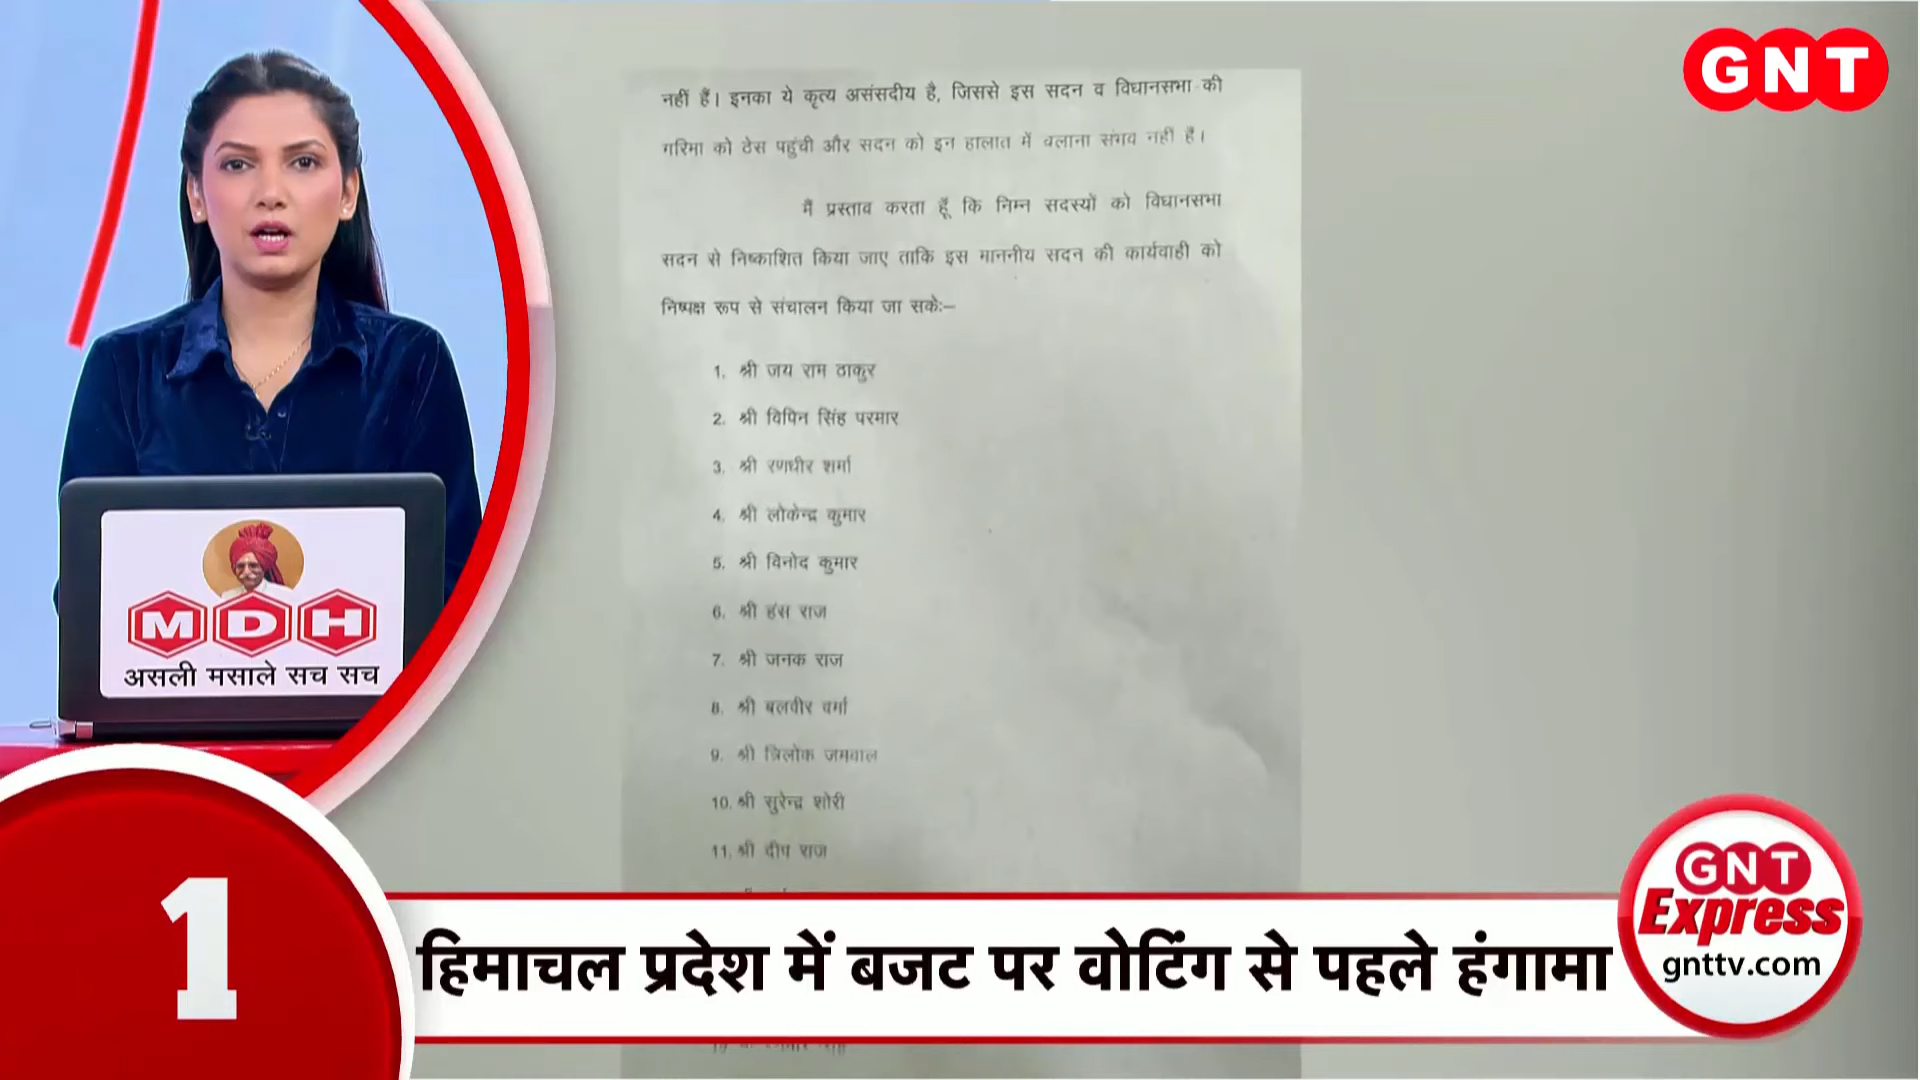 GNT
नहीं हैं। इनका ये कृत्य असंसदीय है, जिससे इस सदन व विधानसभा की
गरिमा को ठेस पहुंची और सदन को इन हालात में चलाना संभव नहीं है।
मैं प्रस्ताव करता हूँ कि निम्न सदस्यों को विधानसभा
सदन से निष्काशित किया जाए ताकि इस माननीय सदन की कार्यवाही को
निष्पक्ष रूप से संचालन किया जा सकेः–
1. श्री जय राम ठाकुर
2. श्री विपिन सिंह परमार
3. श्री रणधीर शर्मा
4. श्री लोकेन्द्र कुमार
5. श्री विनोद कुमार
6. श्री हंस राज
7. श्री जनक राज
8. श्री बलवीर वर्मा
9. श्री त्रिलोक जमवाल
10. श्री सुरेन्द्र शोरी
11. श्री दीप राज
MDH
असली मसाले सच सच
1
हिमाचल प्रदेश में बजट पर वोटिंग से पहले हंगामा
GNT
Express
gnttv.com